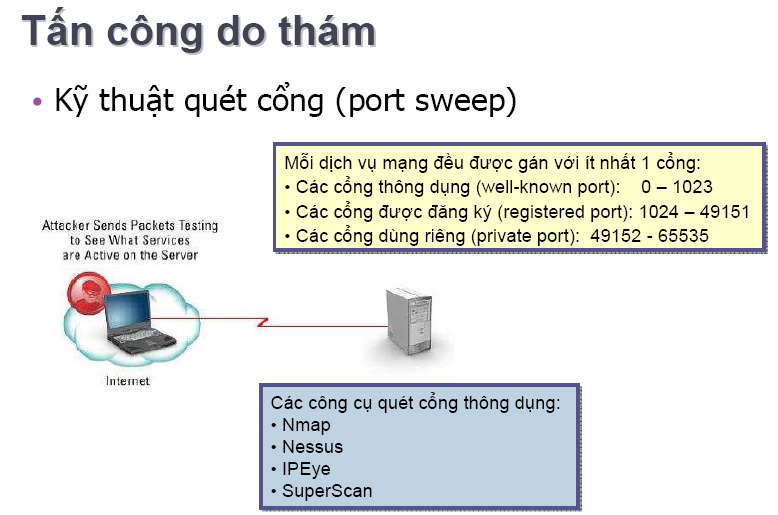 Tấn công do thám
• Kỹ thuật quét cổng (port sweep)
Mỗi dịch vụ mạng đều được gán với ít nhất 1 cổng:
• Các cổng thông dụng (well-known port): 0 – 1023
• Các cổng được đăng ký (registered port): 1024 – 49151
• Các cổng dùng riêng (private port): 49152 - 65535
Attacker Sends Packets Testing
to See What Services
are Active on the Server
Internet
Các công cụ quét cổng thông dụng:
• Nmap
• Nessus
• IPEye
• SuperScan